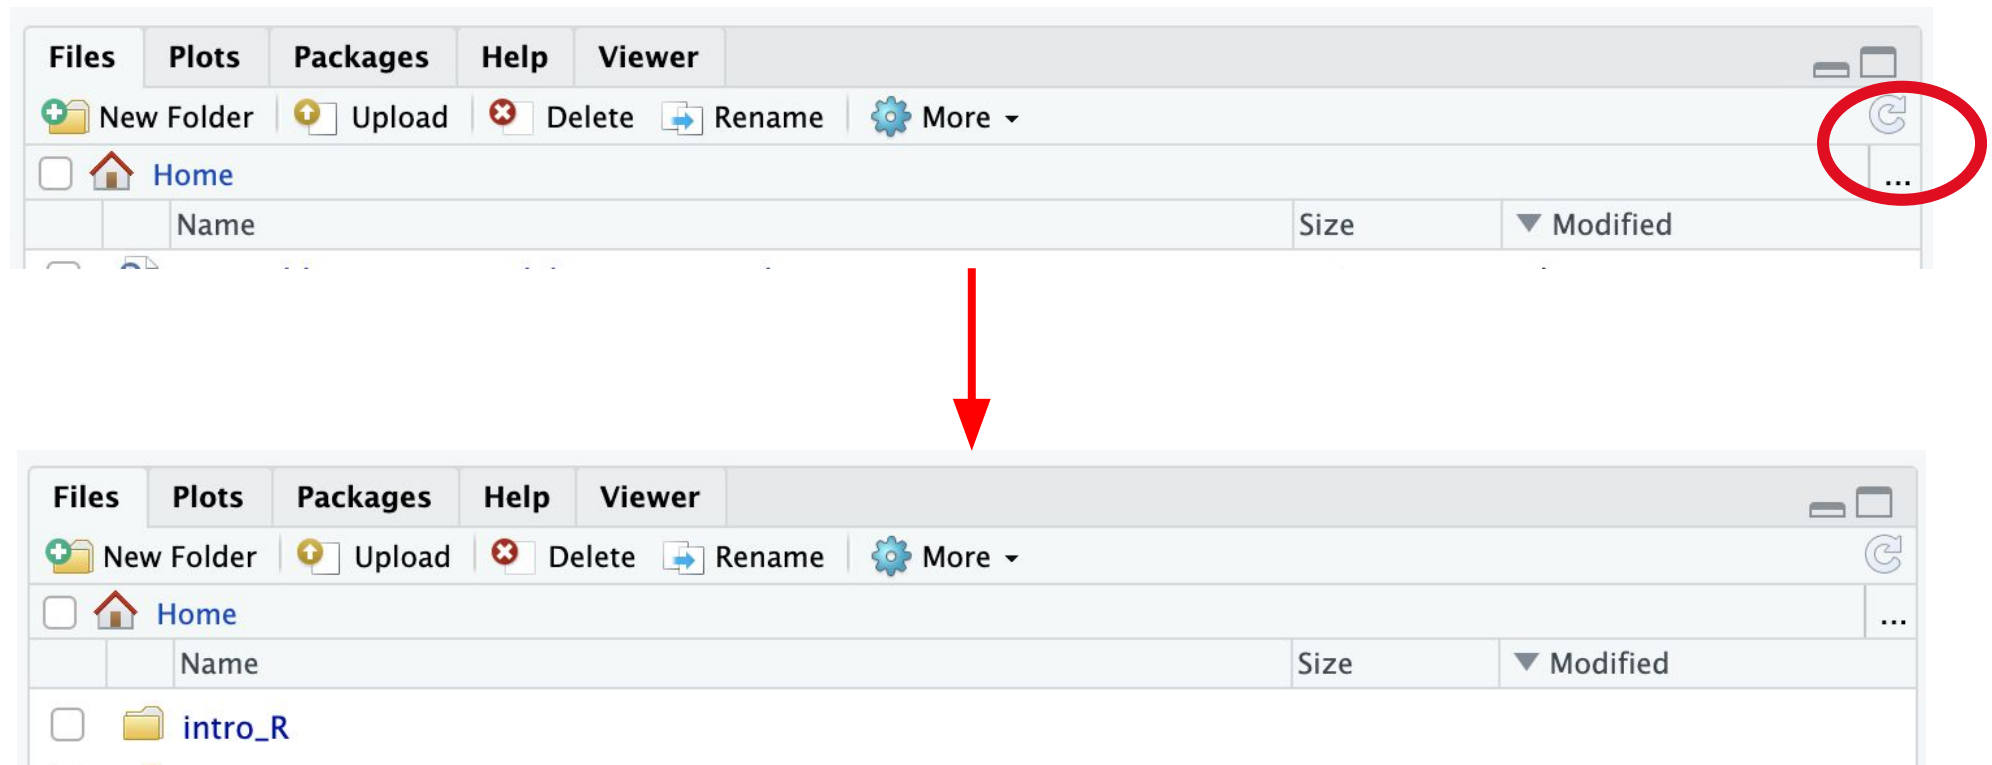 Files Plots Packages Help Viewer
New Folder Upload Delete Rename More
Home ...
Name Size Modified
Files Plots Packages Help Viewer
New Folder Upload Delete Rename More
Home ...
Name Size Modified
intro_R